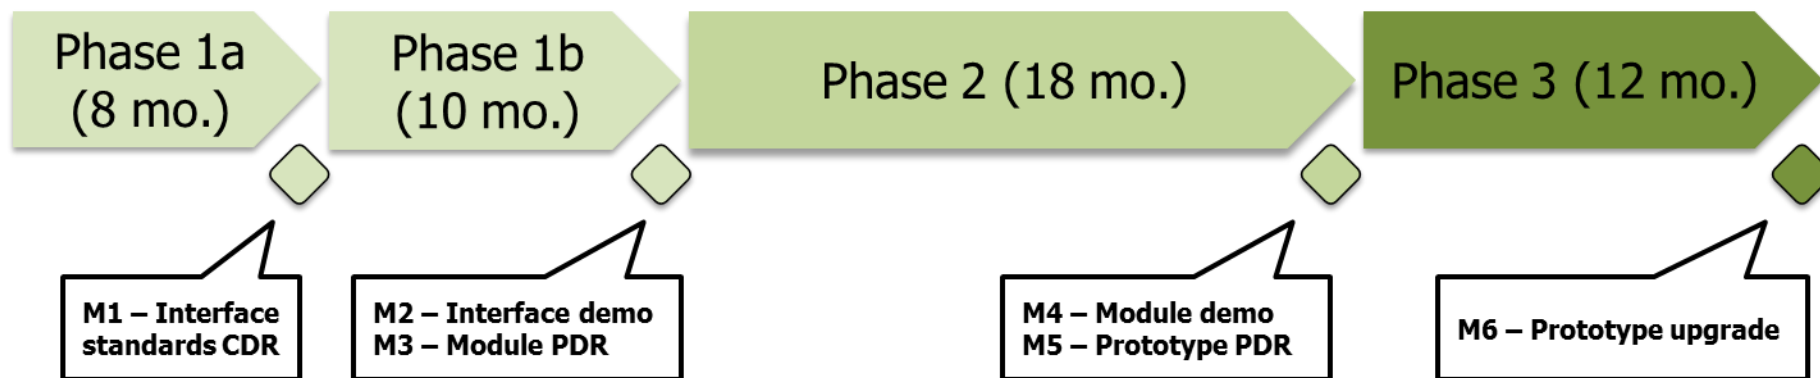 Phase 1a
(8 mo.)
Phase 1b
(10 mo.)
Phase 2 (18 mo.)
Phase 3 (12 mo.)
M1 – Interface
standards CDR
M2 – Interface demo
M3 – Module PDR
M4 – Module demo
M5 – Prototype PDR
M6 – Prototype upgrade